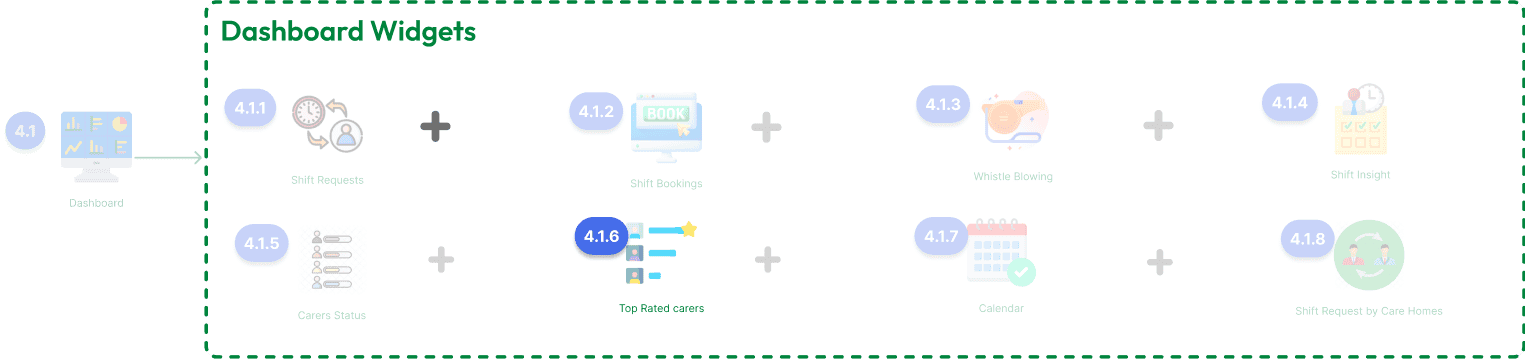 Dashboard Widgets
4.1
Dashboard
4.1.1
Shift Requests
4.1.2
BOOK
Shift Bookings
4.1.3
Whistle Blowing
4.1.4
Shift Insight
4.1.5
Carers Status
4.1.6
Top Rated carers
4.1.7
Calendar
4.1.8
Shift Request by Care Homes